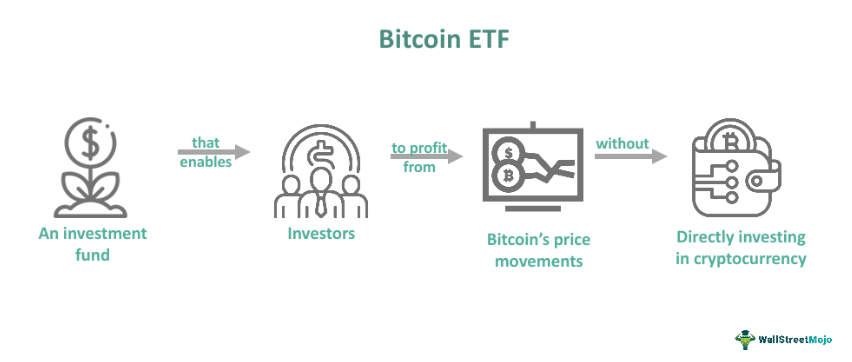 Bitcoin ETF
that
enables
to profit
from
without
An investment
fund
Investors
Bitcoin's price
movements
Directly investing
in cryptocurrency
WallStreetMojo